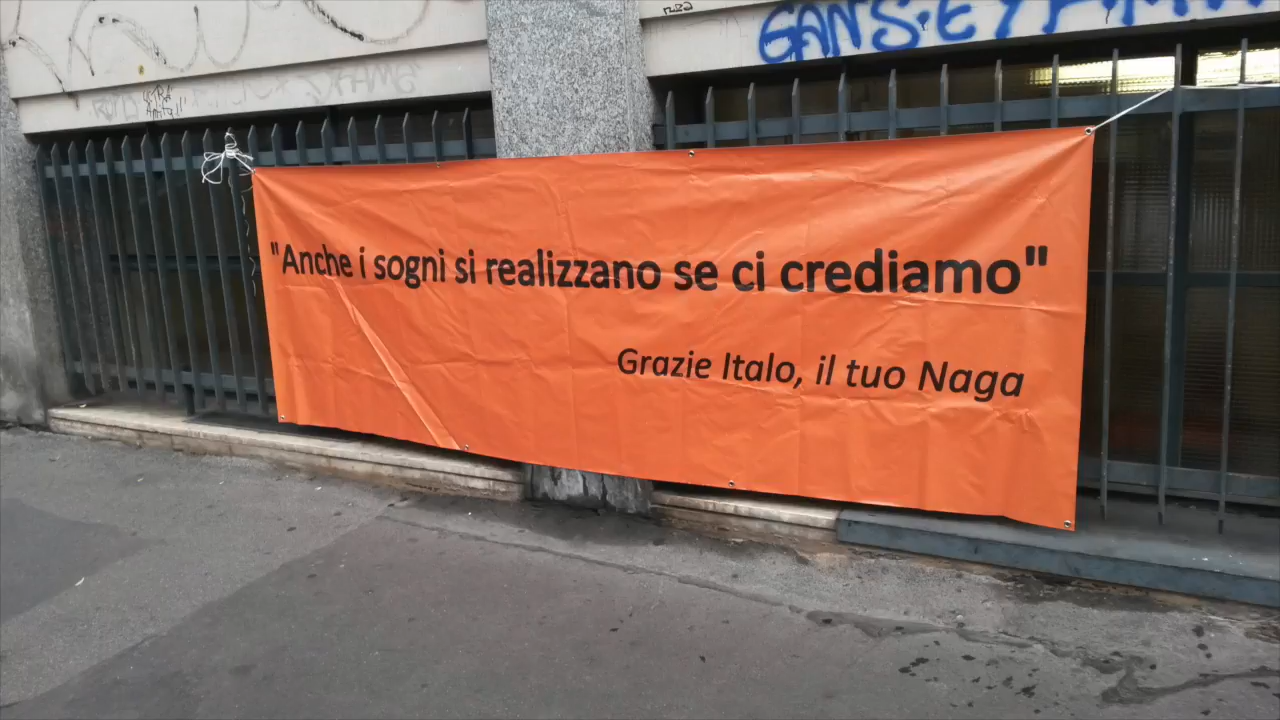 "Anche i sogni si realizzano se ci crediamo"
Grazie Italo, il tuo Naga